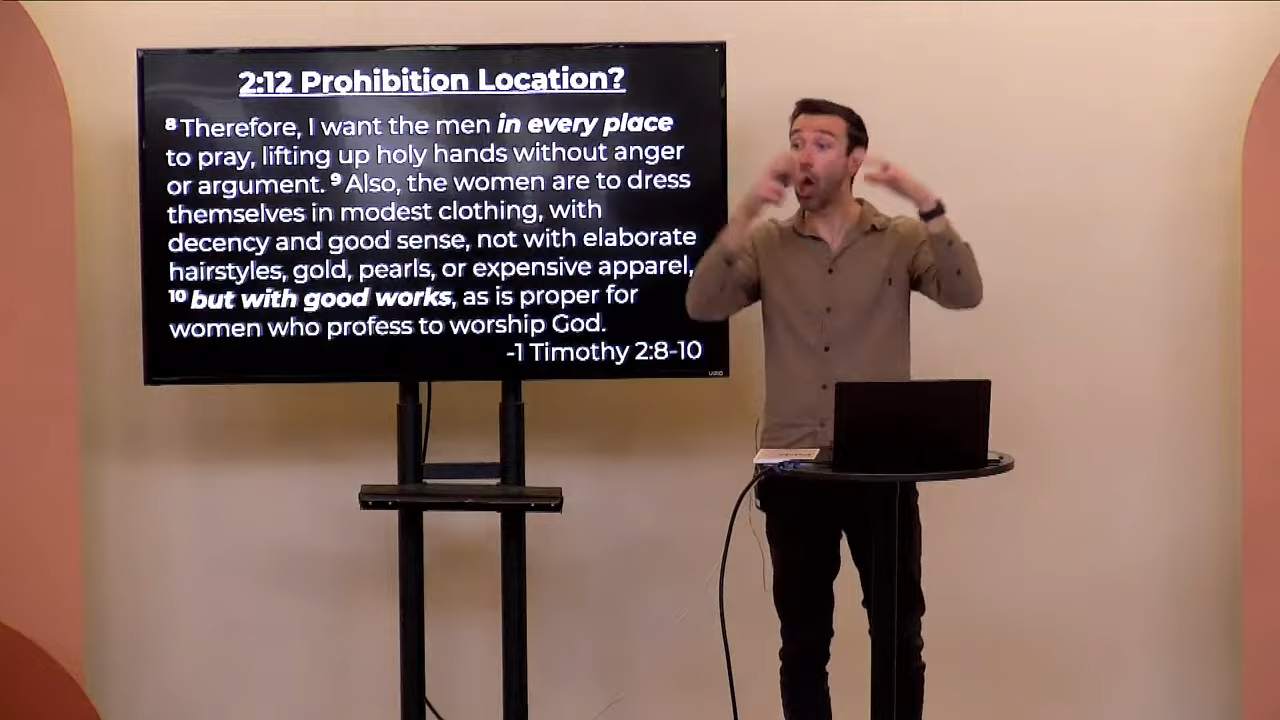 2:12 Prohibition Location?
8 Therefore, I want the men in every place
to pray, lifting up holy hands without anger
or argument. 9 Also, the women are to dress
themselves in modest clothing, with
decency and good sense, not with elaborate
hairstyles, gold, pearls, or expensive apparel,
10 but with good works, as is proper for
women who profess to worship God.
-1 Timothy 2:8-10
VIZIO